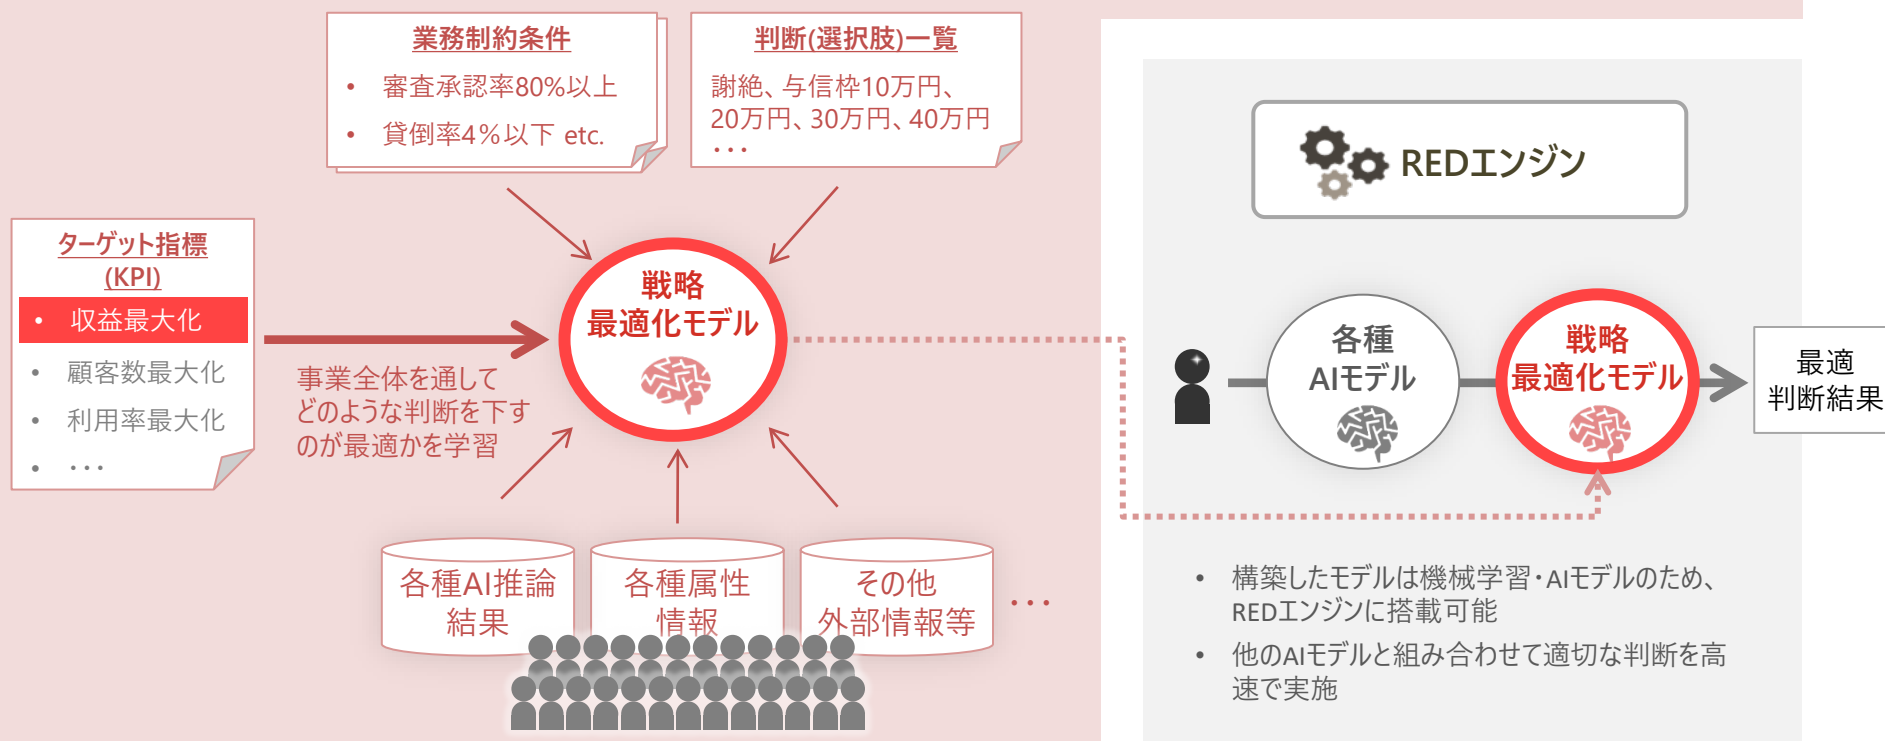 業務制約条件
• 審査承認率80%以上
• 貸倒率4%以下 etc.
判断(選択肢)一覧
謝絶、与信枠10万円、
20万円、30万円、40万円
・・・
ターゲット指標
(KPI)
• 収益最大化
• 顧客数最大化
• 利用率最大化
• ・・・
事業全体を通して
どのような判断を下す
のが最適かを学習
戦略
最適化モデル
各種AI推論
結果
各種属性
情報
その他
外部情報等
・・・
REDエンジン
各種
AIモデル
戦略
最適化モデル
最適
判断結果
• 構築したモデルは機械学習・AIモデルのため、
REDエンジンに搭載可能
• 他のAIモデルと組み合わせて適切な判断を高
速で実施